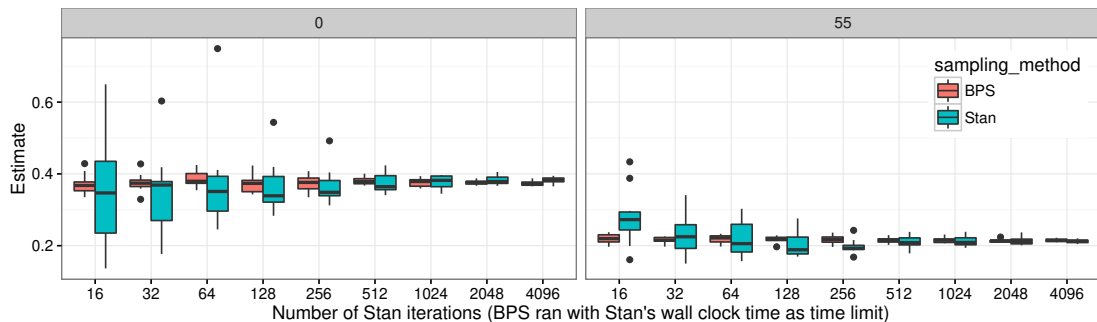 0
55
sampling_method
BPS
Stan
Estimate
0.6
0.4
0.2
16 32 64 128 256 512 1024 2048 4096
16 32 64 128 256 512 1024 2048 4096
Number of Stan iterations (BPS ran with Stan's wall clock time as time limit)